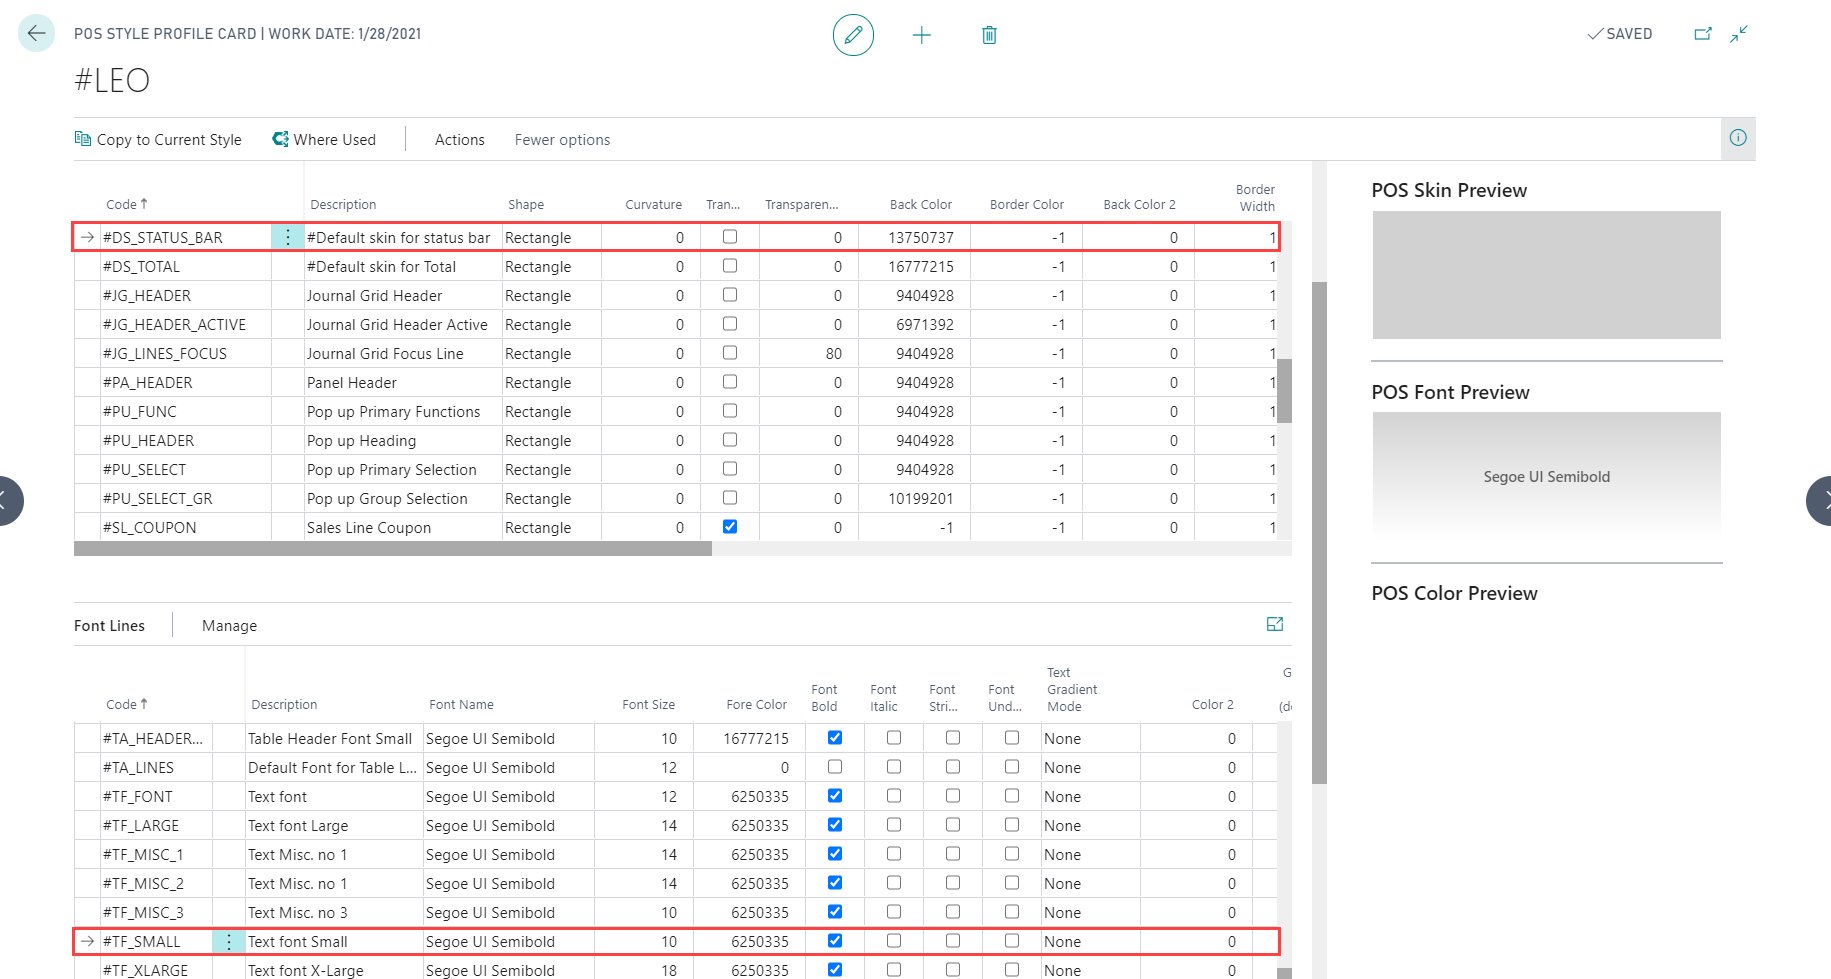 POS STYLE PROFILE CARD | WORK DATE: 1/28/2021
SAVED
#LEO
Copy to Current Style Where Used Actions Fewer options
Code ↑ Description Shape Curvature Tran... Transparen... Back Color Border Color Back Color 2 Border Width
#DS_STATUS_BAR #Default skin for status bar Rectangle 0 0 13750737 -1 0 1
#DS_TOTAL #Default skin for Total Rectangle 0 0 16777215 -1 0 1
#JG_HEADER Journal Grid Header Rectangle 0 0 9404928 -1 0 1
#JG_HEADER_ACTIVE Journal Grid Header Active Rectangle 0 0 6971392 -1 0 1
#JG_LINES_FOCUS Journal Grid Focus Line Rectangle 0 80 9404928 -1 0 1
#PA_HEADER Panel Header Rectangle 0 0 9404928 -1 0 1
#PU_FUNC Pop up Primary Functions Rectangle 0 0 9404928 -1 0 1
#PU_HEADER Pop up Heading Rectangle 0 0 9404928 -1 0 1
#PU_SELECT Pop up Primary Selection Rectangle 0 0 9404928 -1 0 1
#PU_SELECT_GR Pop up Group Selection Rectangle 0 0 10199201 -1 0 1
#SL_COUPON Sales Line Coupon Rectangle 0 0 -1 -1 0 1
Font Lines Manage
Code ↑ Description Font Name Font Size Fore Color Font Bold Font Italic Font Stri... Font Und... Text Gradient Mode Color 2 G (de
#TA_HEADER... Table Header Font Small Segoe UI Semibold 10 16777215 None 0
#TA_LINES Default Font for Table L... Segoe UI Semibold 12 0 None 0
#TF_FONT Text font Segoe UI Semibold 12 6250335 None 0
#TF_LARGE Text font Large Segoe UI Semibold 14 6250335 None 0
#TF_MISC_1 Text Misc. no 1 Segoe UI Semibold 14 6250335 None 0
#TF_MISC_2 Text Misc. no 1 Segoe UI Semibold 14 6250335 None 0
#TF_MISC_3 Text Misc. no 3 Segoe UI Semibold 10 6250335 None 0
#TF_SMALL Text font Small Segoe UI Semibold 10 6250335 None 0
#TF_XLARGE Text font X-Large Segoe UI Semibold 18 6250335 None 0
POS Skin Preview
POS Font Preview
Segoe UI Semibold
POS Color Preview